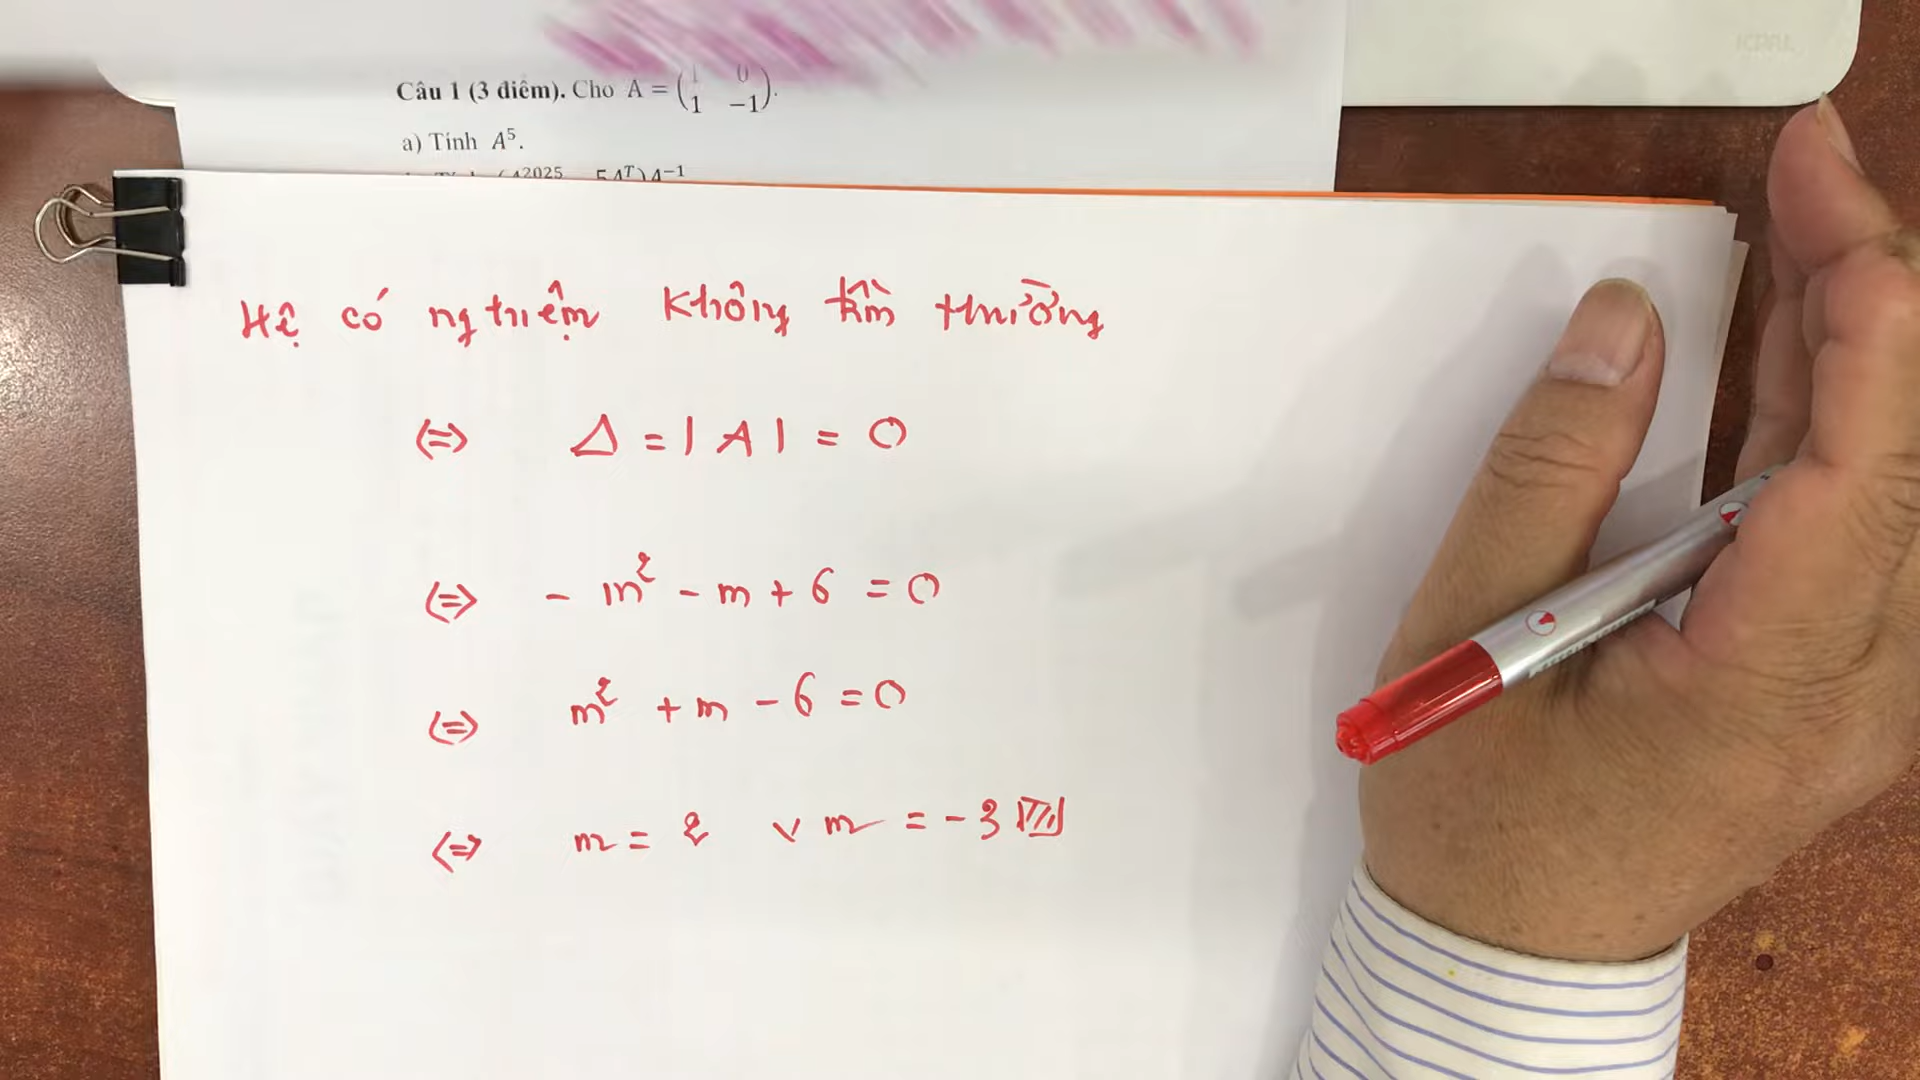 Câu 1 (3 điểm). Cho A = (1 0
1 −1).
a) Tính A⁵.
Hệ có nghiệm không tầm thường
⇔ Δ = | A | = 0
⇔ - m² - m + 6 = 0
⇔ m² + m - 6 = 0
⇔ m = 2 ∨ m = -3